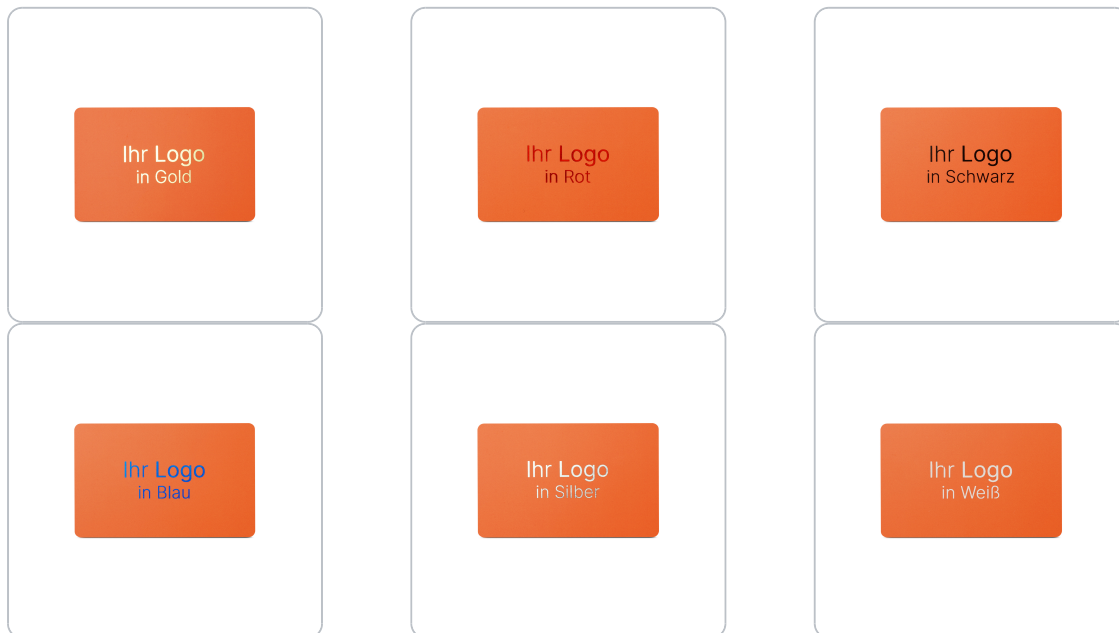 Ihr Logo
in Gold
Ihr Logo
in Rot
Ihr Logo
in Schwarz
Ihr Logo
in Blau
Ihr Logo
in Silber
Ihr Logo
in Weiß